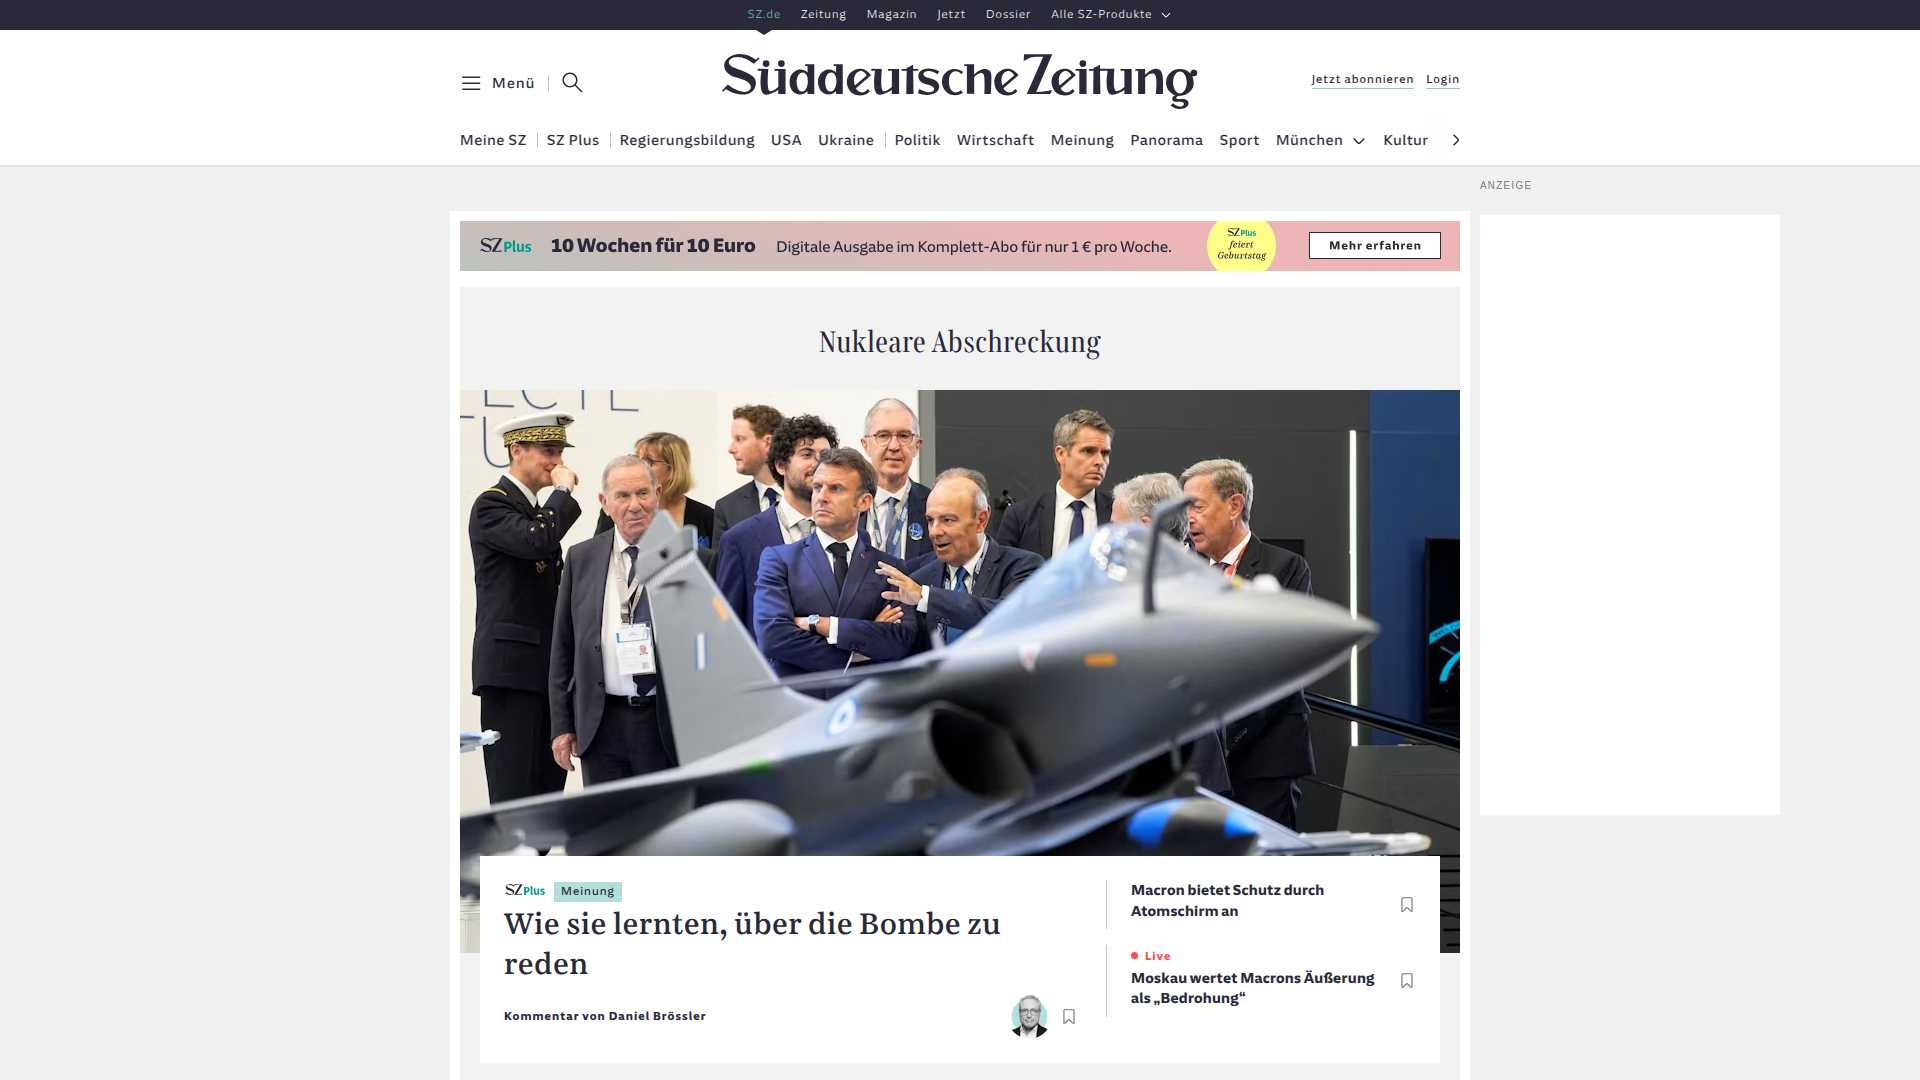 SZ.de Zeitung Magazin Jetzt Dossier Alle SZ-Produkte
Menü
Süddeutsche Zeitung
Jetzt abonnieren Login
Meine SZ SZ Plus Regierungsbildung USA Ukraine Politik Wirtschaft Meinung Panorama Sport München Kultur
ANZEIGE
SZ Plus 10 Wochen für 10 Euro Digitale Ausgabe im Komplett-Abo für nur 1 € pro Woche.
SZ Plus
feiert
Geburtstag
Mehr erfahren
Nukleare Abschreckung
SZ Plus Meinung
Wie sie lernten, über die Bombe zu
reden
Kommentar von Daniel Brössler
Macron bietet Schutz durch
Atomschirm an
Live
Moskau wertet Macrons Äußerung
als „Bedrohung“